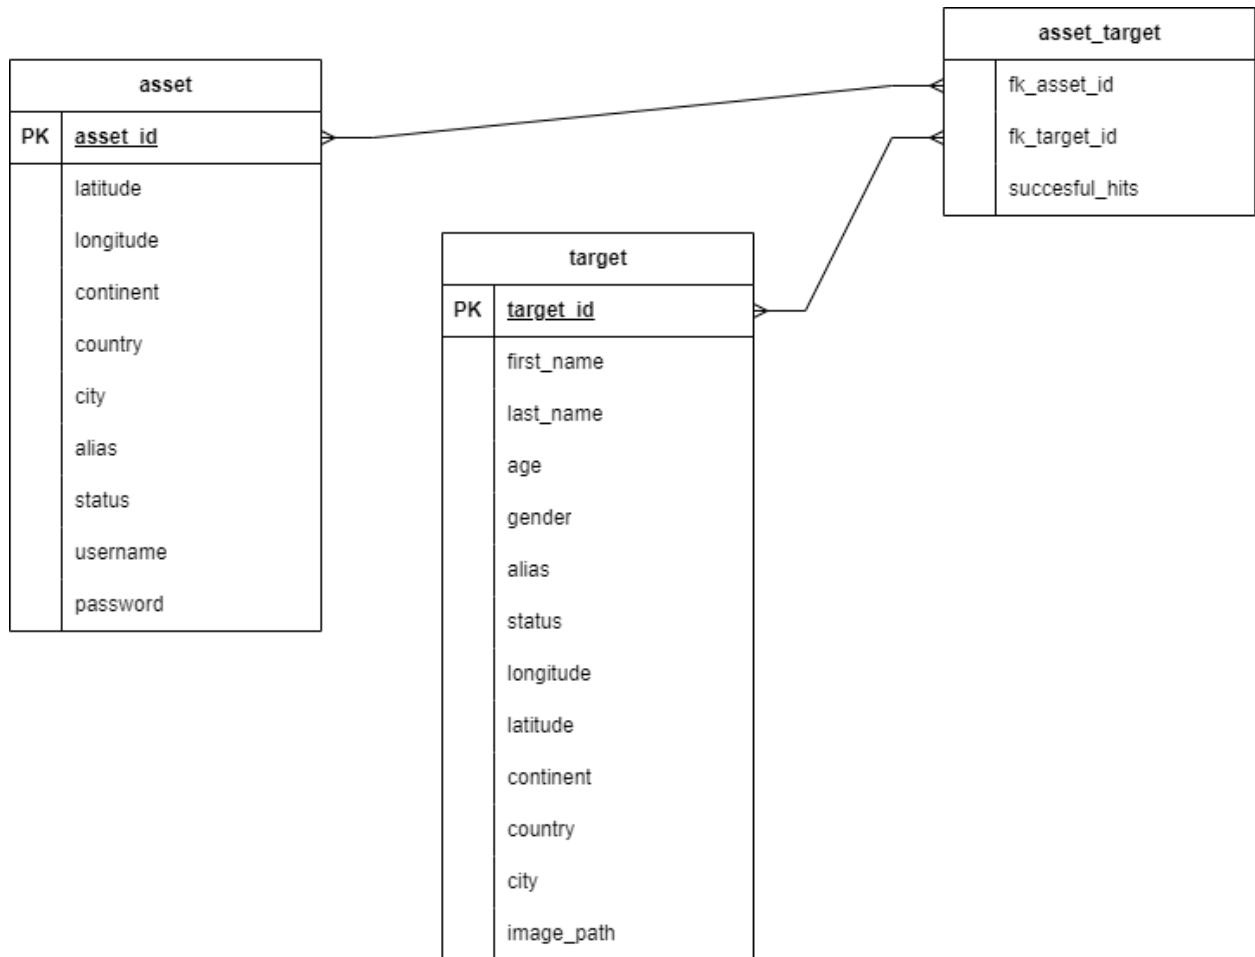 asset
PK asset_id
latitude
longitude
continent
country
city
alias
status
username
password
target
PK target_id
first_name
last_name
age
gender
alias
status
longitude
latitude
continent
country
city
image_path
asset_target
fk_asset_id
fk_target_id
succesful_hits